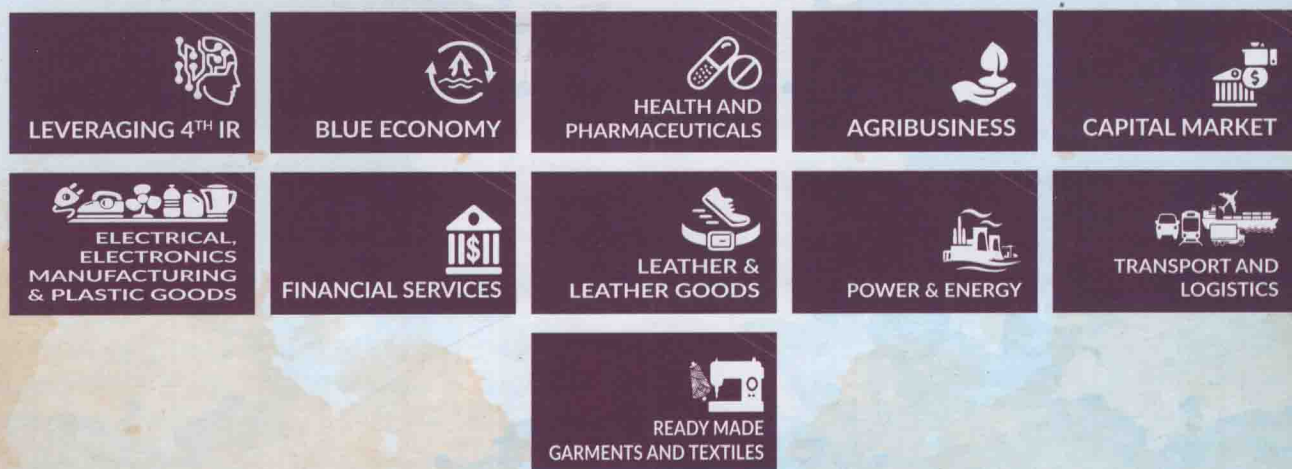 LEVERAGING 4TH IR
BLUE ECONOMY
HEALTH AND
PHARMACEUTICALS
AGRIBUSINESS
CAPITAL MARKET
ELECTRICAL,
ELECTRONICS
MANUFACTURING
& PLASTIC GOODS
FINANCIAL SERVICES
LEATHER &
LEATHER GOODS
POWER & ENERGY
TRANSPORT AND
LOGISTICS
READY MADE
GARMENTS AND TEXTILES